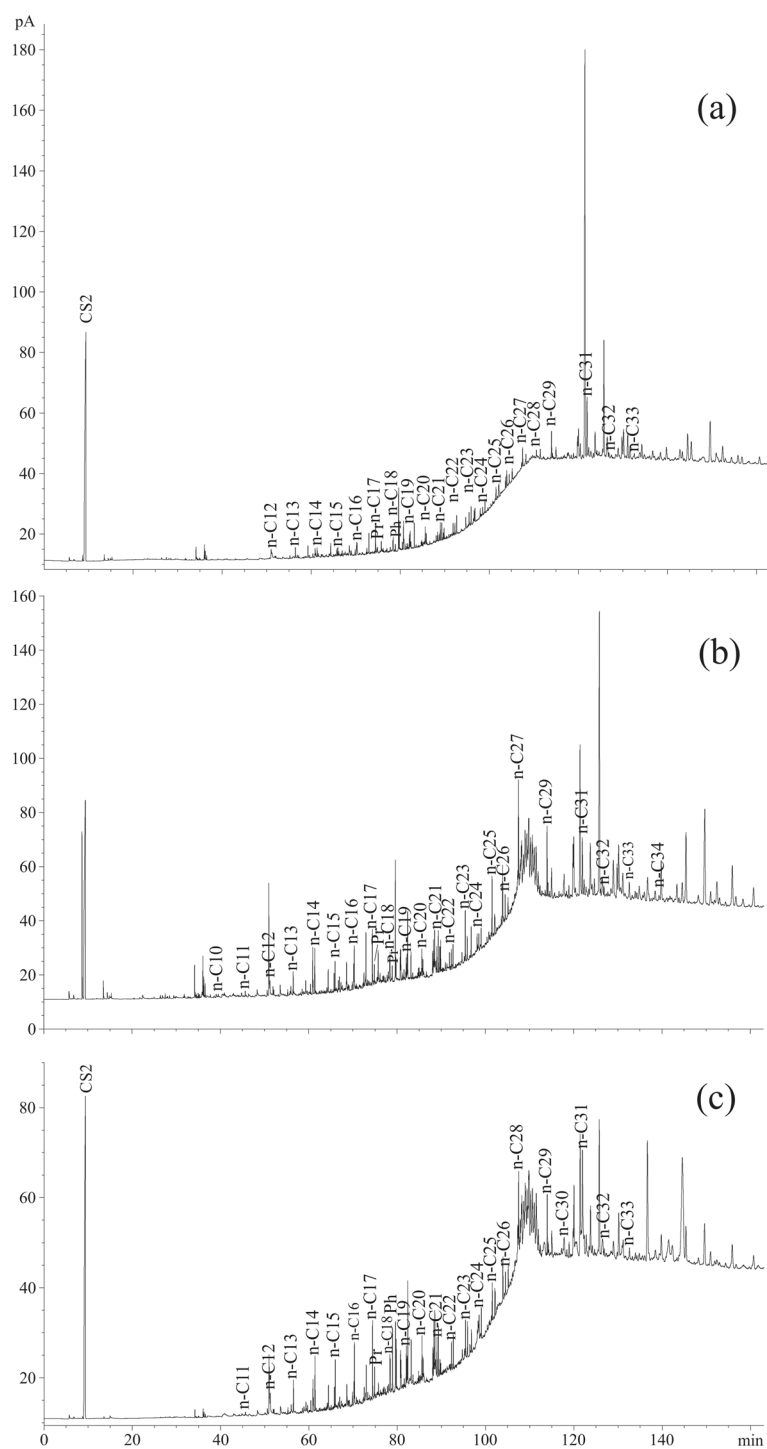 pA
(a)
180
160
140
120
100
80
60
40
20
CS2
n-C12
n-C13
n-C14
n-C15
n-C16
n-C17
Pr
n-C18
Ph
n-C19
n-C20
n-C21
n-C22
n-C23
n-C24
n-C25
n-C26
n-C27
n-C28
n-C29
n-C31
n-C32
n-C33
(b)
160
140
120
100
80
60
40
20
0
n-C10
n-C11
n-C12
n-C13
n-C14
n-C15
n-C16
n-C17
Pr
n-C18
n-C19
n-C20
n-C21
n-C22
n-C23
n-C24
n-C25
n-C26
n-C27
n-C29
n-C31
n-C32
n-C33
n-C34
(c)
80
60
40
20
CS2
n-C11
n-C12
n-C13
n-C14
n-C15
n-C16
n-C17
Pr
n-C18
Ph
n-C19
n-C20
n-C21
n-C22
n-C23
n-C24
n-C25
n-C26
n-C28
n-C29
n-C30
n-C31
n-C32
n-C33
0 20 40 60 80 100 120 140 min